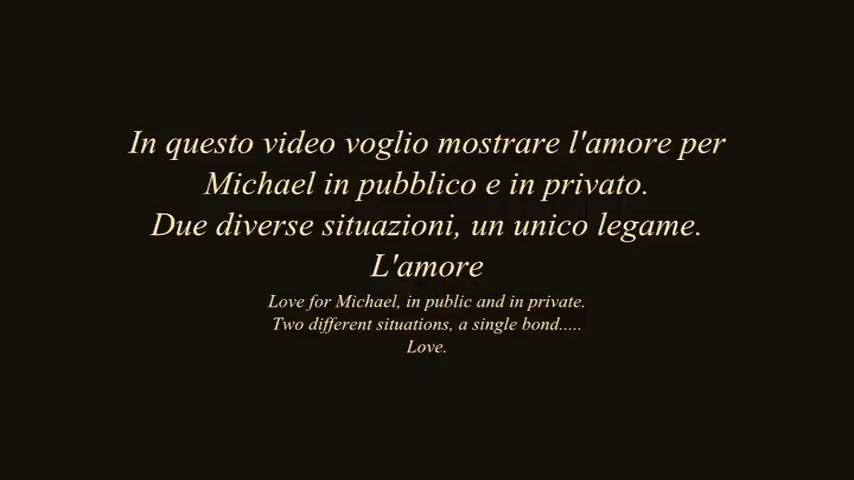 In questo video voglio mostrare l'amore per
Michael in pubblico e in privato.
Due diverse situazioni, un unico legame.
L'amore
Love for Michael, in public and in private.
Two different situations, a single bond.....
Love.